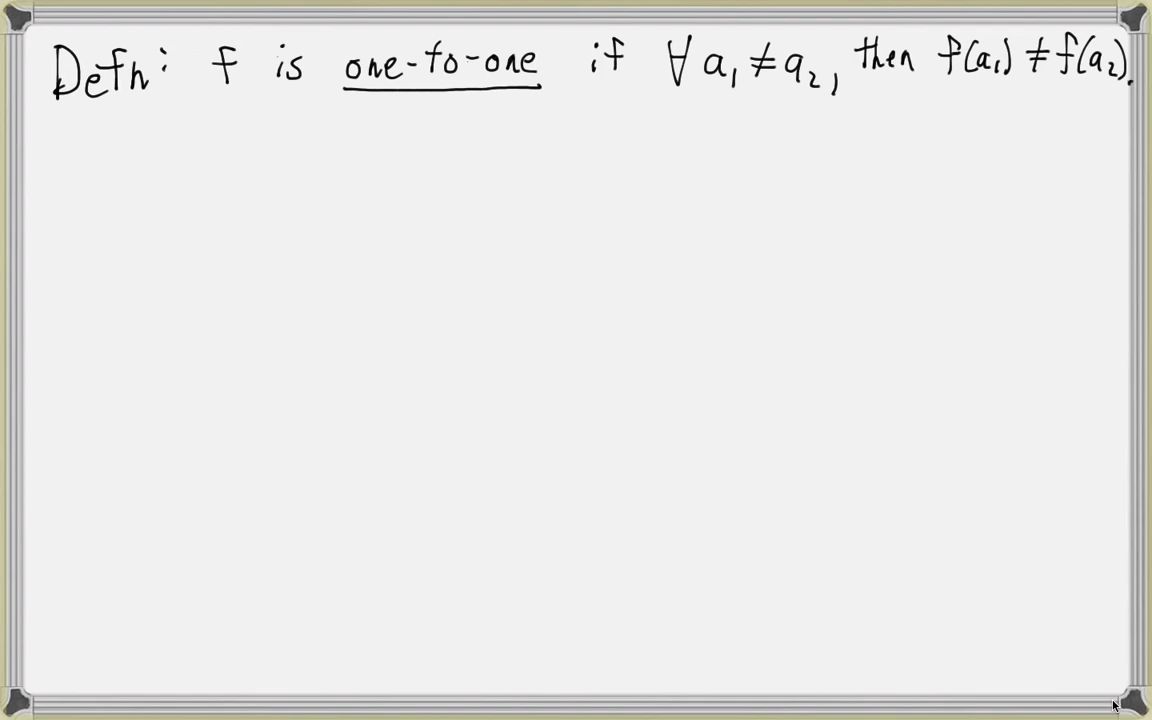 Defn: f is one-to-one if ∀ a₁ ≠ a₂, then f(a₁) ≠ f(a₂).